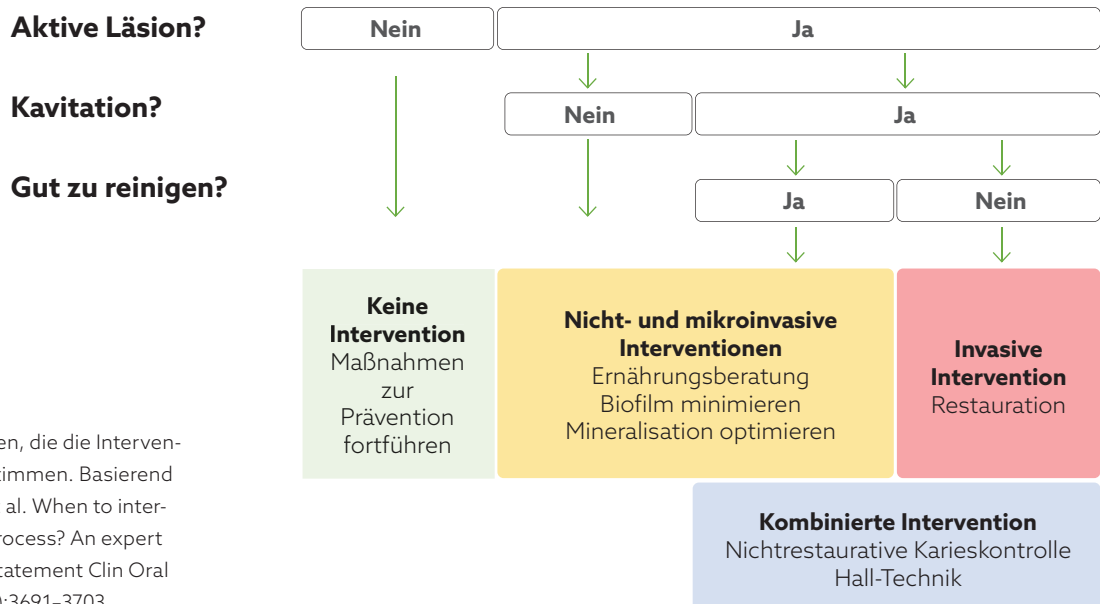 Aktive Läsion?
Nein
Ja
Kavitation?
Nein
Ja
Gut zu reinigen?
Ja
Nein
Keine
Intervention
Maßnahmen
zur
Prävention
fortführen
Nicht- und mikroinvasive
Interventionen
Ernährungsberatung
Biofilm minimieren
Mineralisation optimieren
Invasive
Intervention
Restauration
Kombinierte Intervention
Nichtrestaurative Karieskontrolle
Hall-Technik
en, die die Interven-
timmen. Basierend
al. When to inter-
rocess? An expert
tatement Clin Oral
:3691–3703